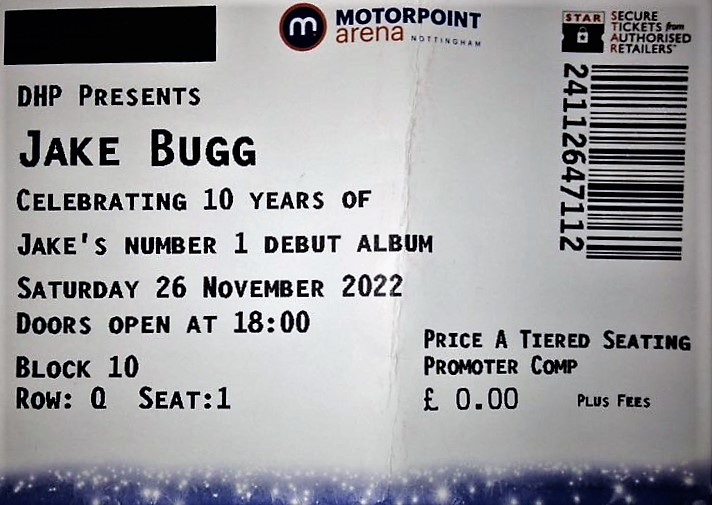 m MOTORPOINT
arena NOTTINGHAM
STAR SECURE
TICKETS from
AUTHORISED
RETAILERS™
DHP PRESENTS
JAKE BUGG
CELEBRATING 10 YEARS OF
JAKE'S NUMBER 1 DEBUT ALBUM
SATURDAY 26 NOVEMBER 2022
DOORS OPEN AT 18:00
BLOCK 10
ROW: Q SEAT:1
PRICE A TIERED SEATING
PROMOTER COMP
£ 0.00 PLUS FEES
24112647112